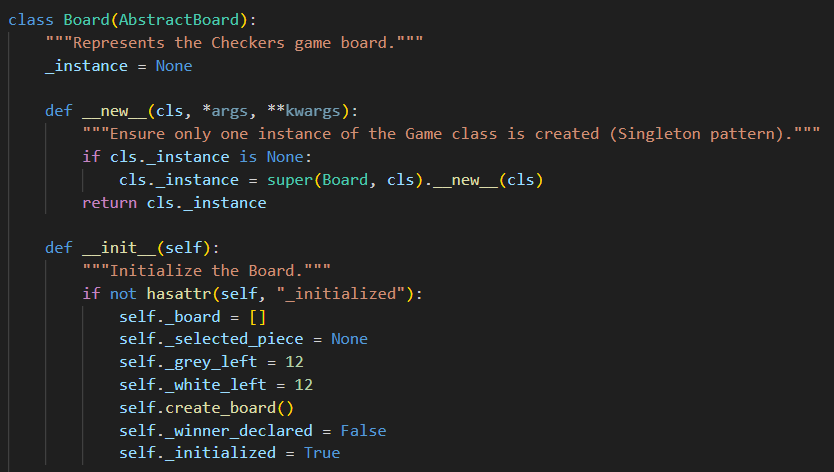 class Board(AbstractBoard):
    """Represents the Checkers game board."""
    _instance = None

    def __new__(cls, *args, **kwargs):
        """Ensure only one instance of the Game class is created (Singleton pattern)."""
        if cls._instance is None:
            cls._instance = super(Board, cls).__new__(cls)
        return cls._instance

    def __init__(self):
        """Initialize the Board."""
        if not hasattr(self, "_initialized"):
            self._board = []
            self._selected_piece = None
            self._grey_left = 12
            self._white_left = 12
            self.create_board()
            self._winner_declared = False
            self._initialized = True